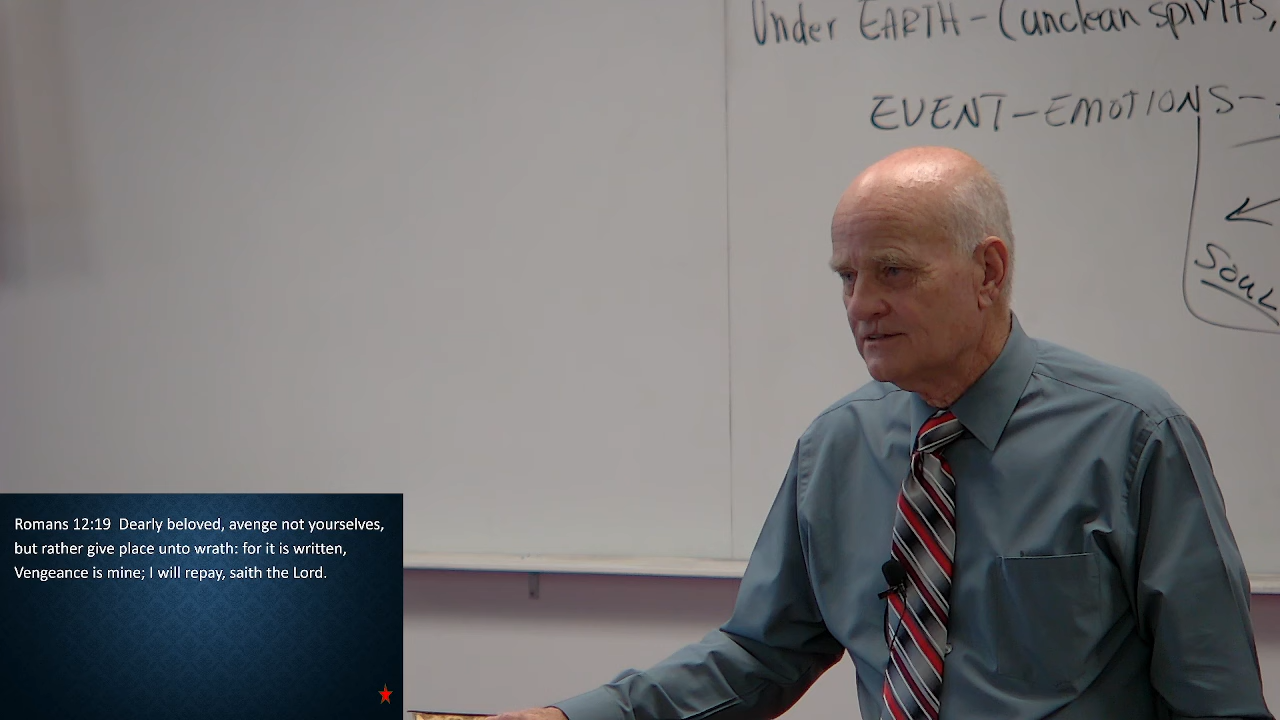 Under EARTH - (unclean spirits,
EVENT - EMOTIONS -
SOUL
Romans 12:19 Dearly beloved, avenge not yourselves,
but rather give place unto wrath: for it is written,
Vengeance is mine; I will repay, saith the Lord.